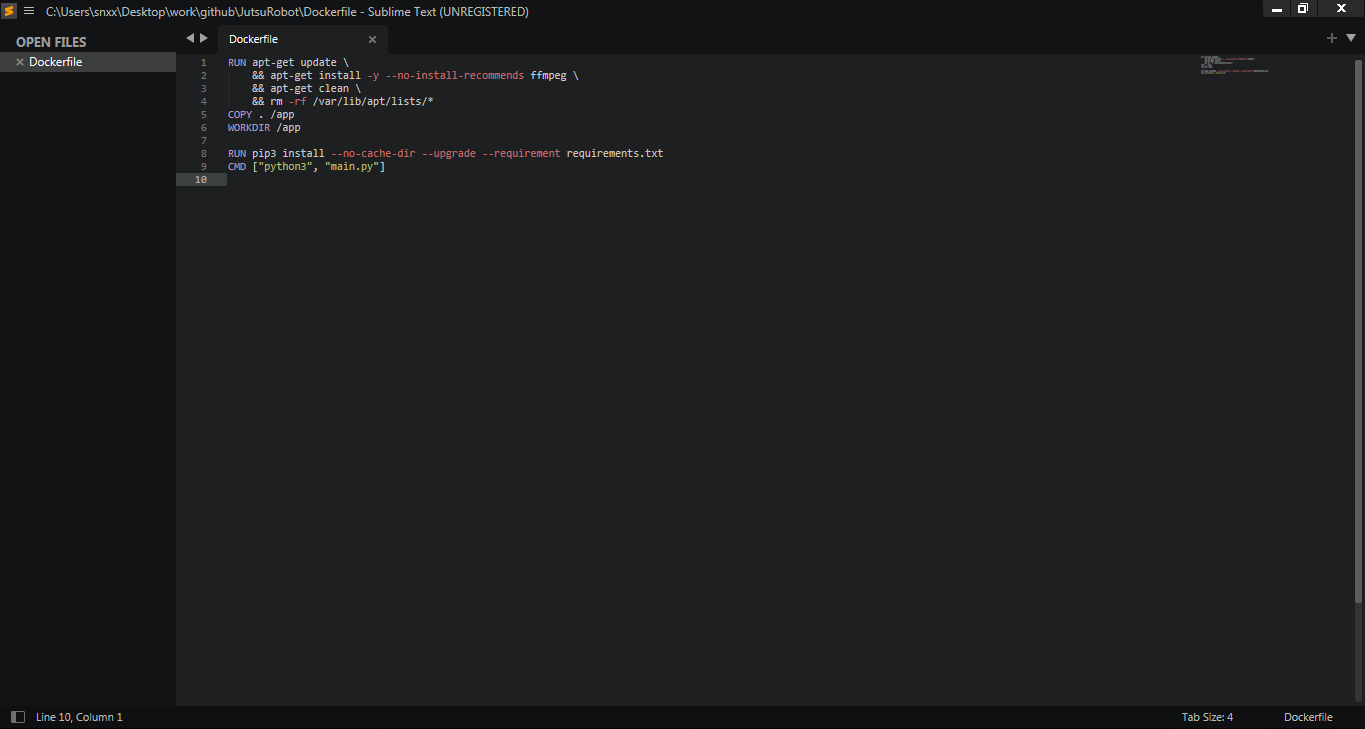 C:\Users\snxx\Desktop\work\github\JutsuRobot\Dockerfile - Sublime Text (UNREGISTERED)
OPEN FILES
Dockerfile
Dockerfile
1 RUN apt-get update \
2     && apt-get install -y --no-install-recommends ffmpeg \
3     && apt-get clean \
4     && rm -rf /var/lib/apt/lists/*
5 COPY . /app
6 WORKDIR /app
7
8 RUN pip3 install --no-cache-dir --upgrade --requirement requirements.txt
9 CMD ["python3", "main.py"]
10
Line 10, Column 1
Tab Size: 4
Dockerfile